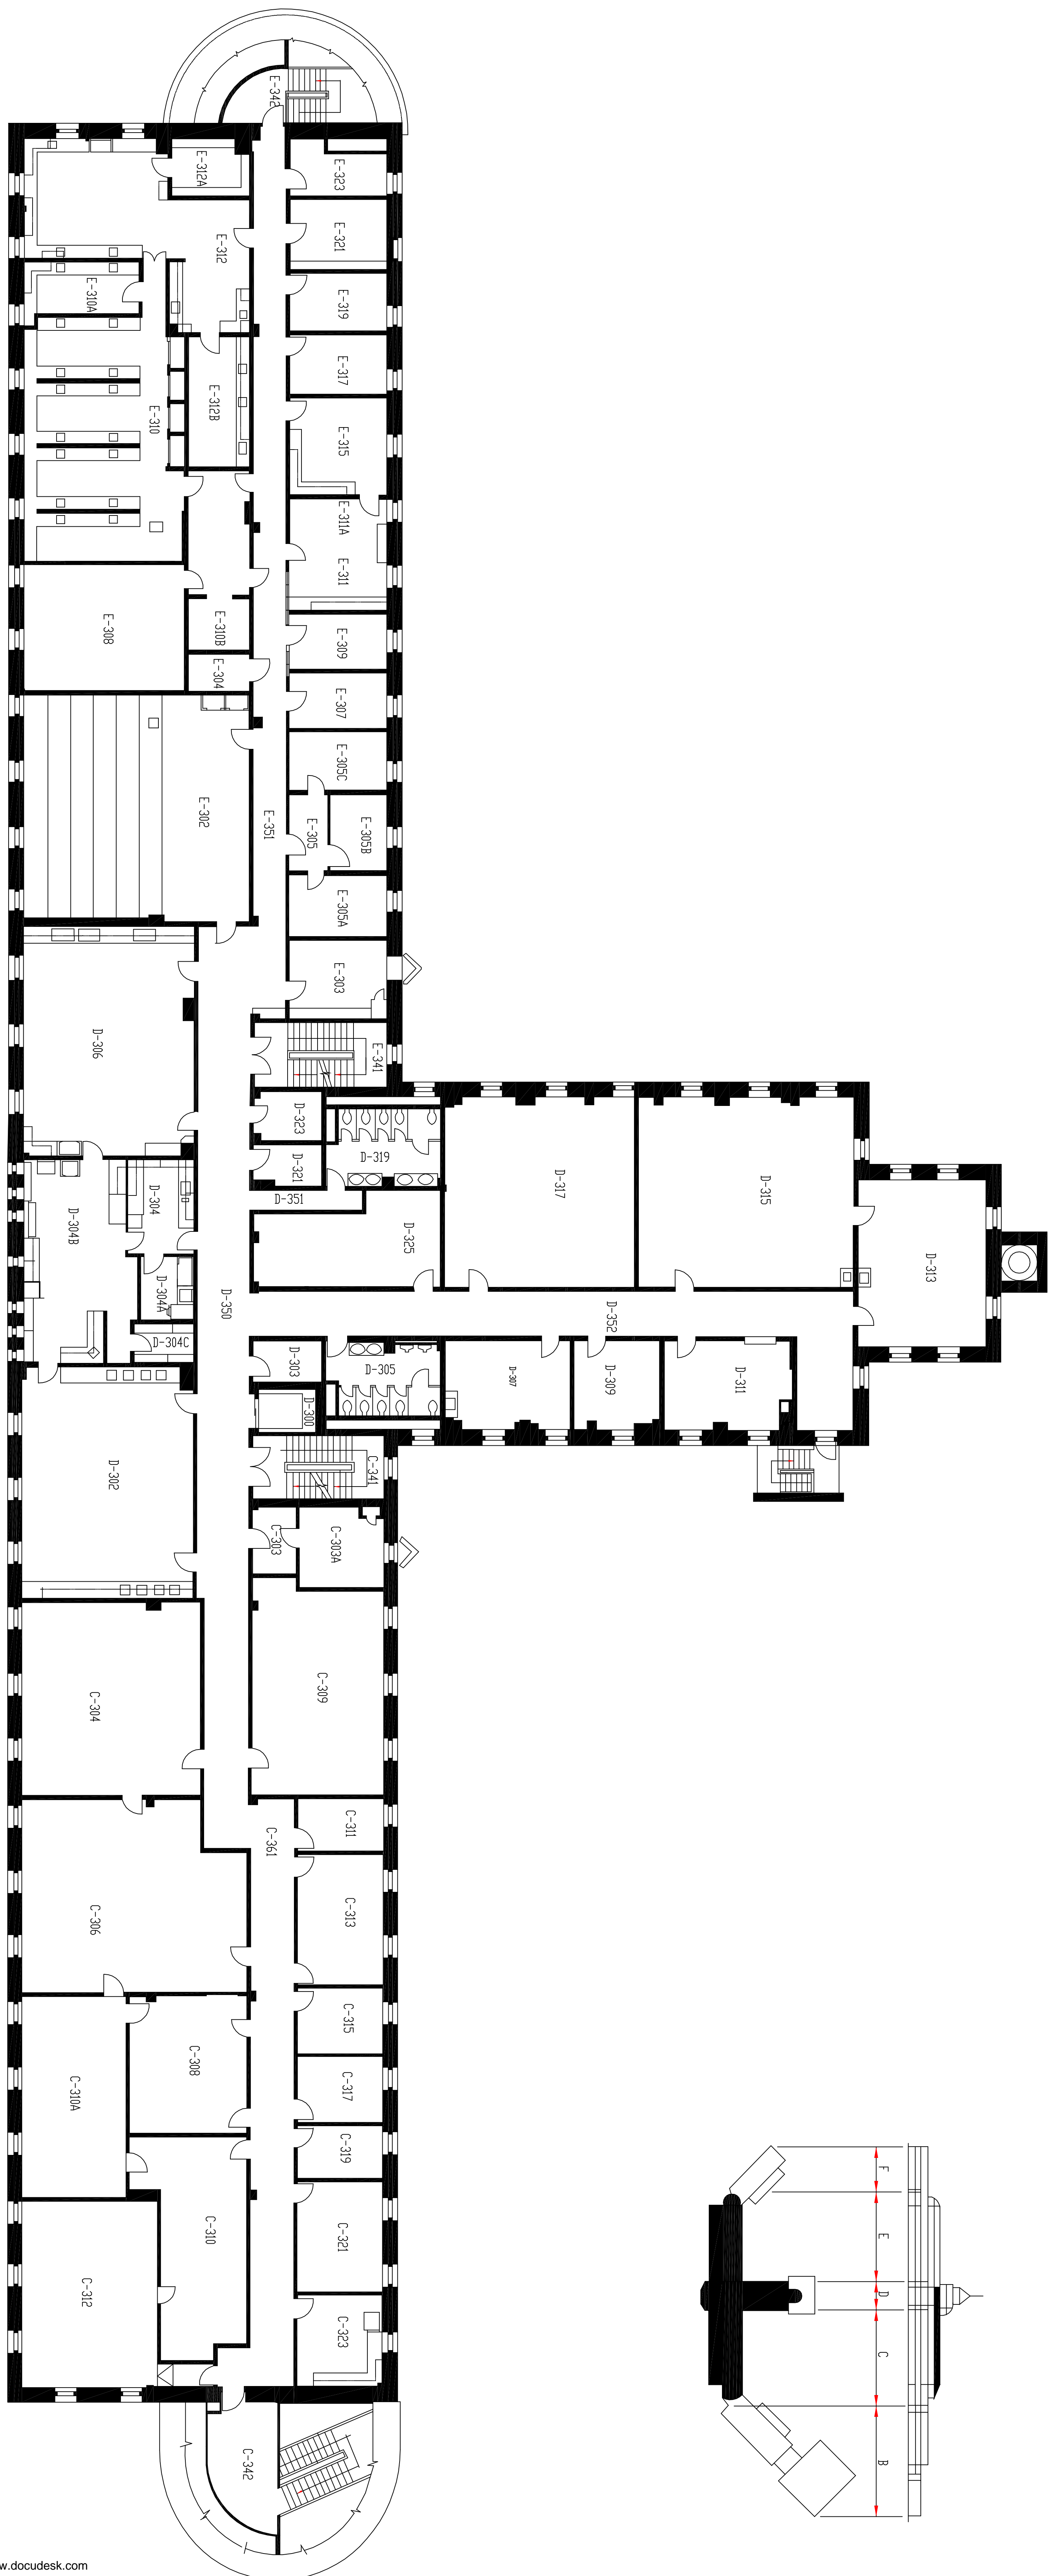 E-342
E-312A
E-323
E-312
E-321
E-310A
E-319
E-317
E-312B
E-310
E-315
E-311A
E-311
E-308
E-310B
E-309
E-304
E-307
E-305C
E-302
E-351
E-305
E-305B
E-305A
E-303
D-306
E-341
D-323
D-321
D-319
D-317
D-315
D-313
D-304
D-304B
D-304A
D-304C
D-351
D-325
D-350
D-352
D-303
D-305
D-307
D-309
D-311
D-300
D-302
C-341
C-303
C-303A
C-304
C-309
C-361
C-311
C-306
C-313
C-308
C-315
C-310A
C-317
C-319
C-310
C-321
C-312
C-323
C-342
F
E
D
C
B
w.docudesk.com